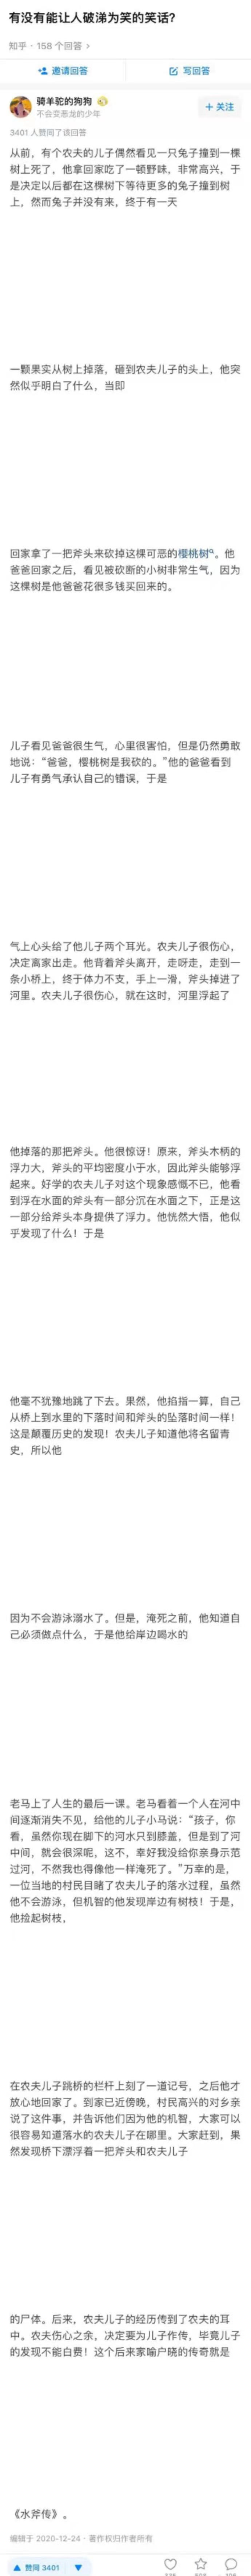 有没有能让人破涕为笑的笑话?
知乎 · 158 个回答 >
邀请回答
写回答
骑羊驼的狗狗
不会变恶龙的少年
+ 关注
3401 人赞同了该回答
从前，有个农夫的儿子偶然看见一只兔子撞到一棵
树上死了，他拿回家吃了一顿野味，非常高兴，于
是决定以后都在这棵树下等待更多的兔子撞到树
上，然而兔子并没有来，终于有一天
一颗果实从树上掉落，砸到农夫儿子的头上，他突
然似乎明白了什么，当即
回家拿了一把斧头来砍掉这棵可恶的樱桃树。他
爸爸回家之后，看见被砍断的小树非常生气，因为
这棵树是他爸爸花很多钱买回来的。
儿子看见爸爸很生气，心里很害怕，但是仍然勇敢
地说：“爸爸，樱桃树是我砍的。”他的爸爸看到
儿子有勇气承认自己的错误，于是
气上心头给了他儿子两个耳光。农夫儿子很伤心，
决定离家出走。他背着斧头离开，走呀走，走到一
条小桥上，终于体力不支，手上一滑，斧头掉进了
河里。农夫儿子很伤心，就在这时，河里浮起了
他掉落的那把斧头。他很惊讶！原来，斧头木柄的
浮力大，斧头的平均密度小于水，因此斧头能够浮
起来。好学的农夫儿子对这个现象感慨不已，他看
到浮在水面的斧头有一部分沉在水面之下，正是这
一部分给斧头本身提供了浮力。他恍然大悟，他似
乎发现了什么！于是
他毫不犹豫地跳了下去。果然，他掐指一算，自己
从桥上到水里的下落时间和斧头的坠落时间一样！
这是颠覆历史的发现！农夫儿子知道他将名留青
史，所以他
因为不会游泳溺水了。但是，淹死之前，他知道自
己必须做点什么，于是他给岸边喝水的
老马上了人生的最后一课。老马看着一个人在河中
间逐渐消失不见，给他的儿子小马说：“孩子，你
看，虽然你现在脚下的河水只到膝盖，但是到了河
中间，就会很深呢，这不，幸好我没给你亲身示范
过河，不然我也得像他一样淹死了。”万幸的是，
一位当地的村民目睹了农夫儿子的落水过程，虽然
他不会游泳，但机智的他发现岸边有树枝！于是，
他捡起树枝，
在农夫儿子跳桥的栏杆上刻了一道记号，之后他才
放心地回家了。到家已近傍晚，村民高兴的对乡亲
说了这件事，并告诉他们因为他的机智，大家可以
很容易知道落水的农夫儿子在哪里。大家赶到，果
然发现桥下漂浮着一把斧头和农夫儿子
的尸体。后来，农夫儿子的经历传到了农夫的耳
中。农夫伤心之余，决定要为儿子作传，毕竟儿子
的发现不能白费！这个后来家喻户晓的传奇就是
《水斧传》。
编辑于 2020-12-24 · 著作权归作者所有
赞同 3401